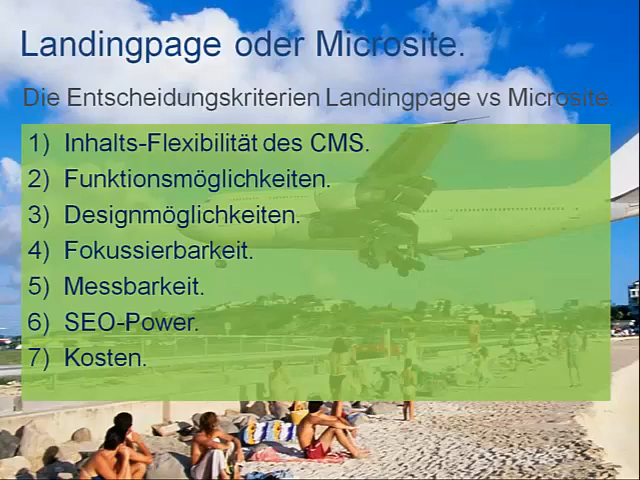 Landingpage oder Microsite.
Die Entscheidungskriterien Landingpage vs Microsite.
1) Inhalts-Flexibilität des CMS.
2) Funktionsmöglichkeiten.
3) Designmöglichkeiten.
4) Fokussierbarkeit.
5) Messbarkeit.
6) SEO-Power.
7) Kosten.